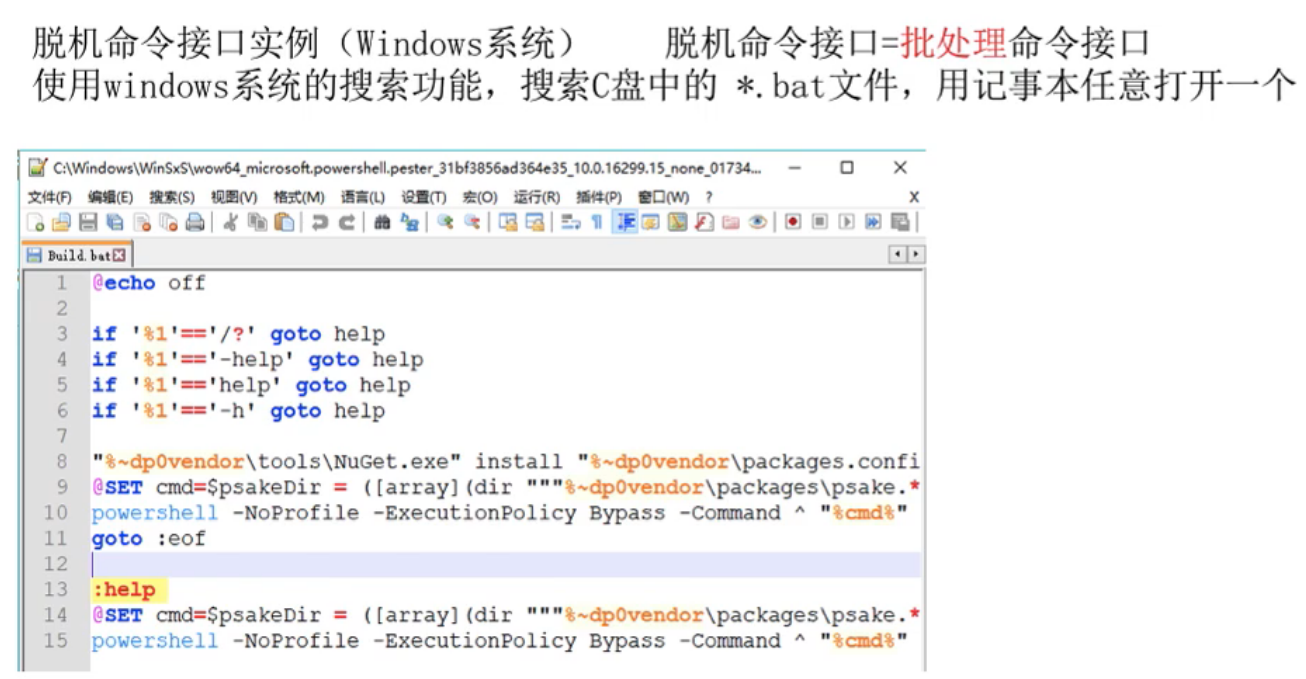 脱机命令接口实例（Windows系统） 脱机命令接口=批处理命令接口
使用windows系统的搜索功能，搜索C盘中的 *.bat文件，用记事本任意打开一个
C:\Windows\WinSxS\wow64_microsoft.powershell.pester_31bf3856ad364e35_10.0.16299.15_none_01734...
文件(F) 编辑(E) 搜索(S) 视图(V) 格式(M) 语言(L) 设置(T) 宏(O) 运行(R) 插件(P) 窗口(W) ? X
Build.bat
1 @echo off
2
3 if '%1'=='/?' goto help
4 if '%1'=='-help' goto help
5 if '%1'=='help' goto help
6 if '%1'=='-h' goto help
7
8 "%~dp0vendor\tools\NuGet.exe" install "%~dp0vendor\packages.confi
9 @SET cmd=$psakeDir = ([array](dir """%~dp0vendor\packages\psake.*
10 powershell -NoProfile -ExecutionPolicy Bypass -Command ^ "%cmd%"
11 goto :eof
12
13 :help
14 @SET cmd=$psakeDir = ([array](dir """%~dp0vendor\packages\psake.*
15 powershell -NoProfile -ExecutionPolicy Bypass -Command ^ "%cmd%"